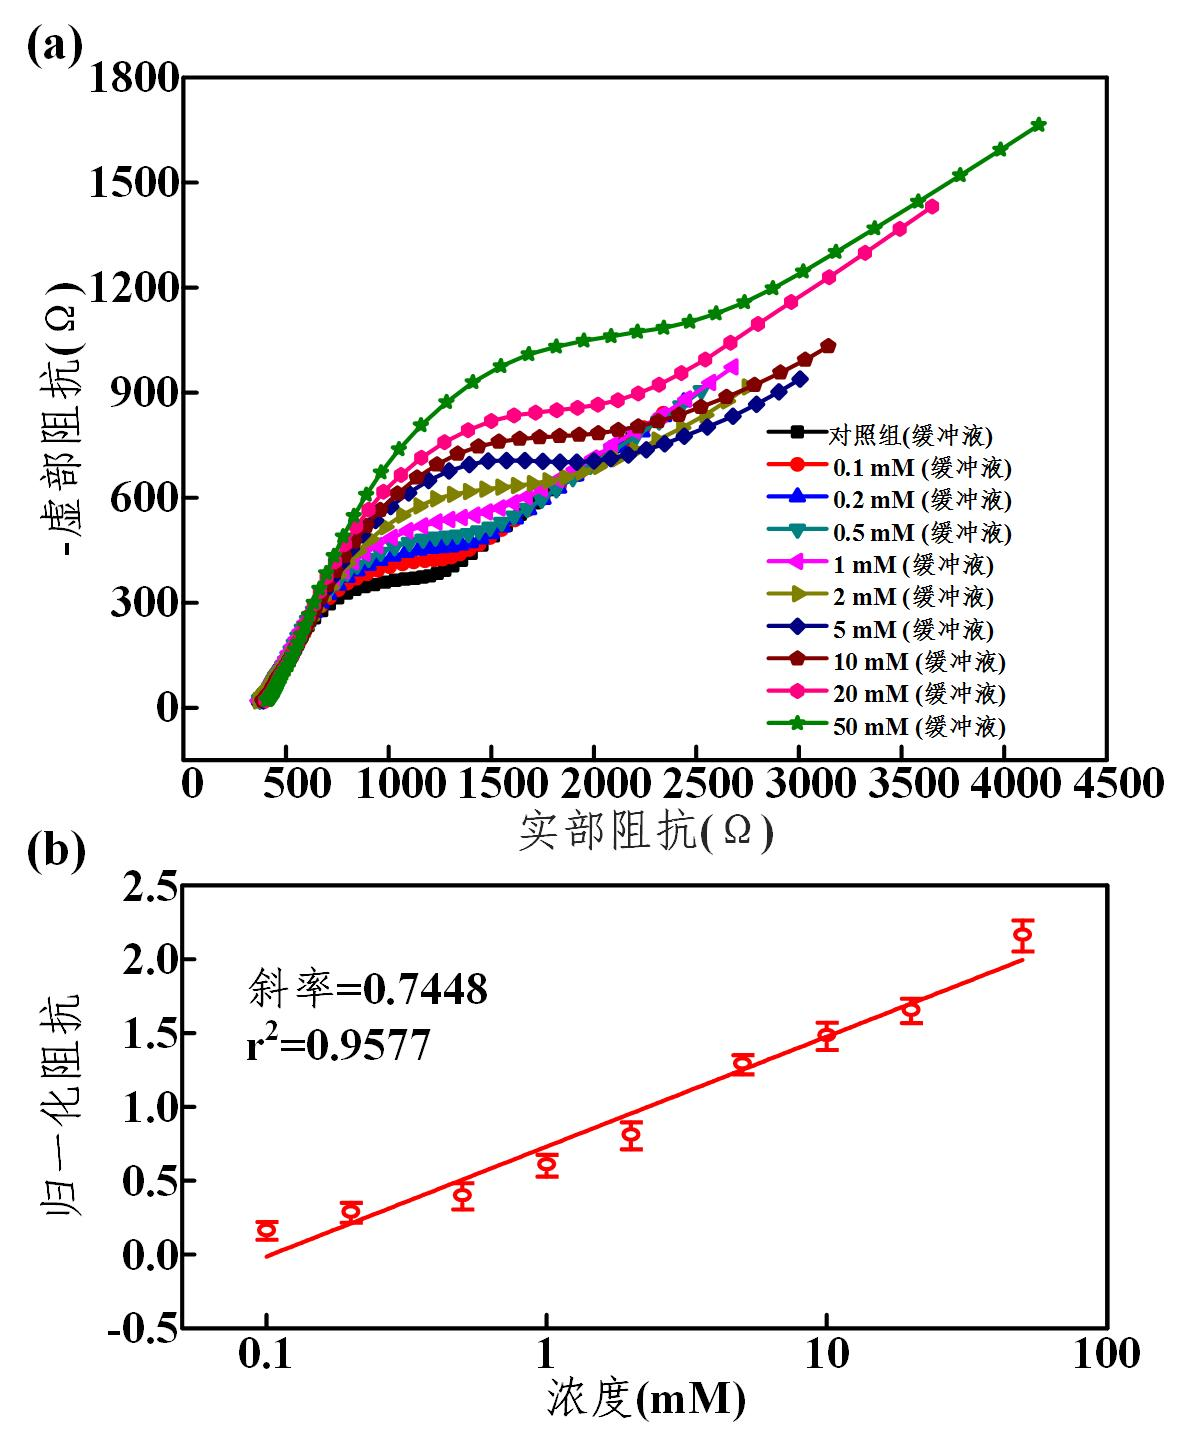 (a)
1800
1500
1200
900
600
300
0
-虚部阻抗(Ω)
对照组(缓冲液)
0.1 mM (缓冲液)
0.2 mM (缓冲液)
0.5 mM (缓冲液)
1 mM (缓冲液)
2 mM (缓冲液)
5 mM (缓冲液)
10 mM (缓冲液)
20 mM (缓冲液)
50 mM (缓冲液)
0 500 1000 1500 2000 2500 3000 3500 4000 4500
实部阻抗(Ω)
(b)
2.5
2.0
1.5
1.0
0.5
0.0
-0.5
归一化阻抗
斜率=0.7448
r²=0.9577
0.1 1 10 100
浓度(mM)